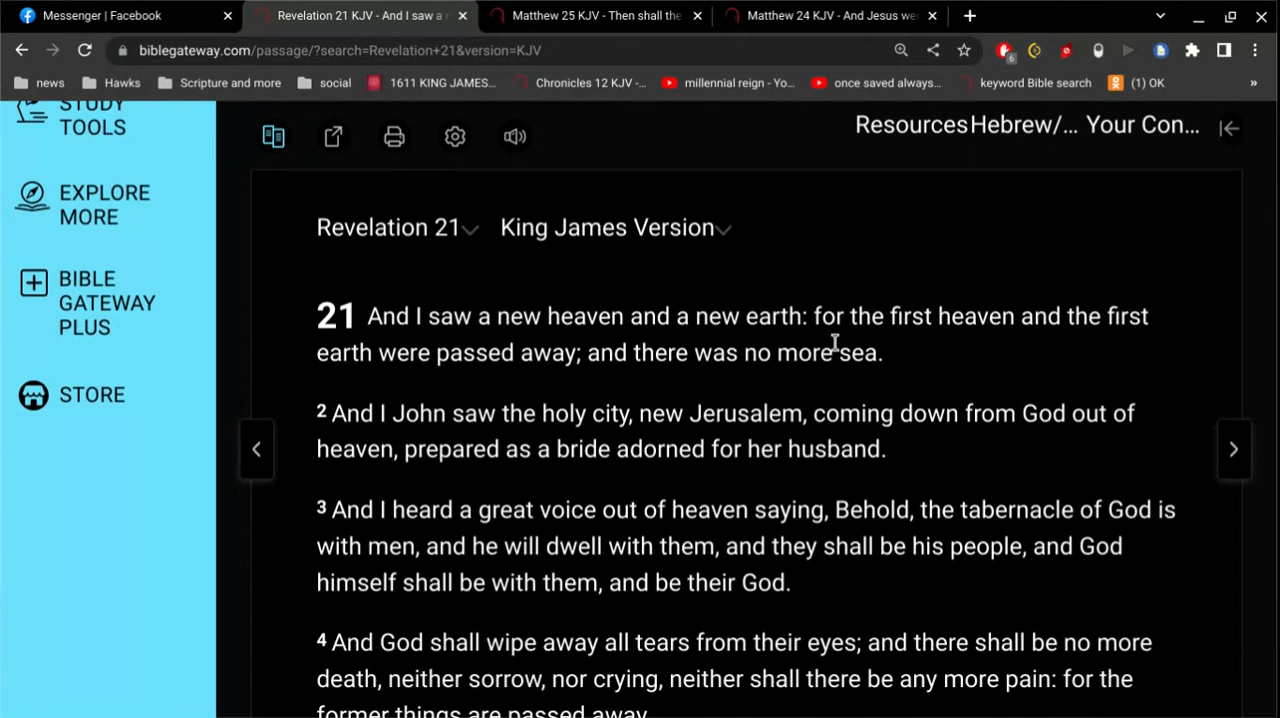 Messenger | Facebook
Revelation 21 KJV - And I saw a
Matthew 25 KJV - Then shall the
Matthew 24 KJV - And Jesus we
biblegateway.com/passage/?search=Revelation+21&version=KJV
6
news
Hawks
Scripture and more
social
1611 KING JAMES...
Chronicles 12 KJV -...
millennial reign - Yo...
once saved always...
keyword Bible search
(1) OK
»
STUDY
TOOLS
EXPLORE
MORE
BIBLE
GATEWAY
PLUS
STORE
Resources Hebrew/... Your Con...
Revelation 21 King James Version
21 And I saw a new heaven and a new earth: for the first heaven and the first
earth were passed away; and there was no more sea.
2 And I John saw the holy city, new Jerusalem, coming down from God out of
heaven, prepared as a bride adorned for her husband.
3 And I heard a great voice out of heaven saying, Behold, the tabernacle of God is
with men, and he will dwell with them, and they shall be his people, and God
himself shall be with them, and be their God.
4 And God shall wipe away all tears from their eyes; and there shall be no more
death, neither sorrow, nor crying, neither shall there be any more pain: for the
former things are passed away.